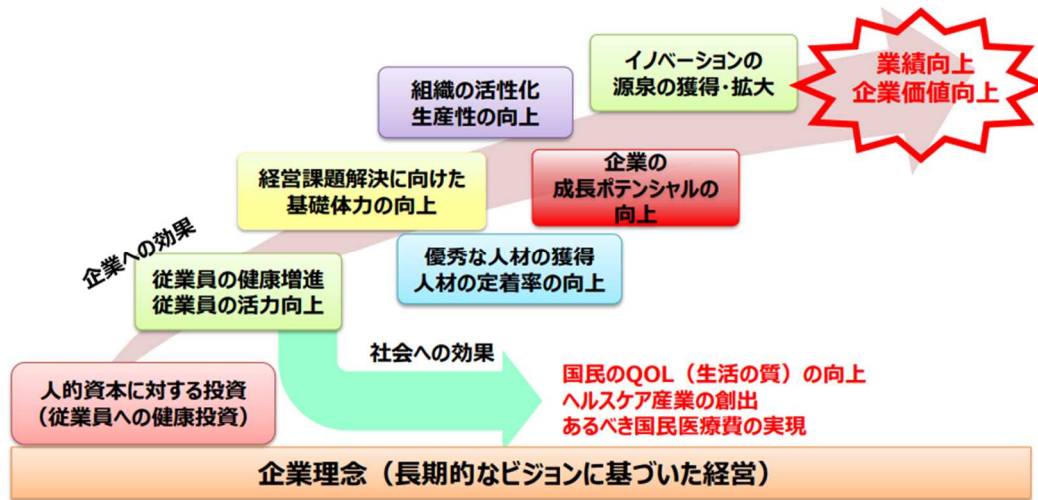 イノベーションの
源泉の獲得・拡大
業績向上
企業価値向上
組織の活性化
生産性の向上
企業の
成長ポテンシャルの
向上
経営課題解決に向けた
基礎体力の向上
企業への効果
優秀な人材の獲得
人材の定着率の向上
従業員の健康増進
従業員の活力向上
社会への効果
人的資本に対する投資
（従業員への健康投資）
国民のQOL（生活の質）の向上
ヘルスケア産業の創出
あるべき国民医療費の実現
企業理念（長期的なビジョンに基づいた経営）